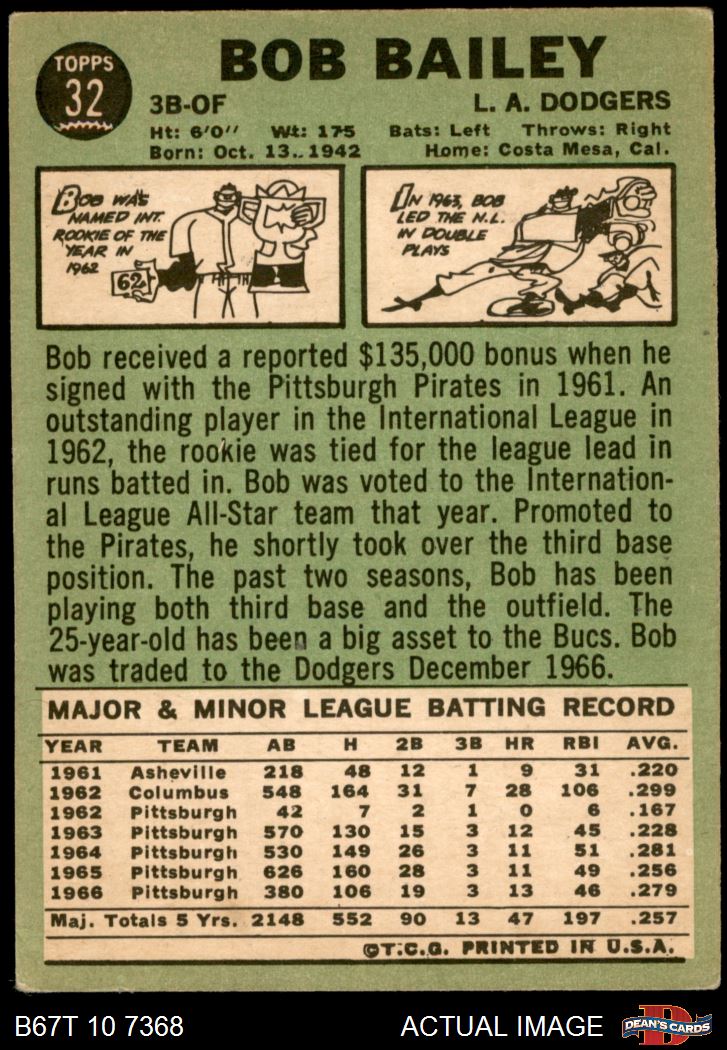 TOPPS
32
BOB BAILEY
3B-OF L. A. DODGERS
Ht: 6'0'' Wt: 175 Bats: Left Throws: Right
Born: Oct. 13, 1942 Home: Costa Mesa, Cal.
BOB WAS
NAMED INT.
ROOKIE OF THE
YEAR IN
1962
62
IN 1963, BOB
LED THE N.L.
IN DOUBLE
PLAYS
Bob received a reported $135,000 bonus when he
signed with the Pittsburgh Pirates in 1961. An
outstanding player in the International League in
1962, the rookie was tied for the league lead in
runs batted in. Bob was voted to the Internation-
al League All-Star team that year. Promoted to
the Pirates, he shortly took over the third base
position. The past two seasons, Bob has been
playing both third base and the outfield. The
25-year-old has been a big asset to the Bucs. Bob
was traded to the Dodgers December 1966.
MAJOR & MINOR LEAGUE BATTING RECORD
YEAR TEAM AB H 2B 3B HR RBI AVG.
1961 Asheville 218 48 12 1 9 31 .220
1962 Columbus 548 164 31 7 28 106 .299
1962 Pittsburgh 42 7 2 1 0 6 .167
1963 Pittsburgh 570 130 15 3 12 45 .228
1964 Pittsburgh 530 149 26 3 11 51 .281
1965 Pittsburgh 626 160 28 3 11 49 .256
1966 Pittsburgh 380 106 19 3 13 46 .279
Maj. Totals 5 Yrs. 2148 552 90 13 47 197 .257
©T.C.G. PRINTED IN U.S.A.
B67T 10 7368 ACTUAL IMAGE
D
DEAN'S CARDS